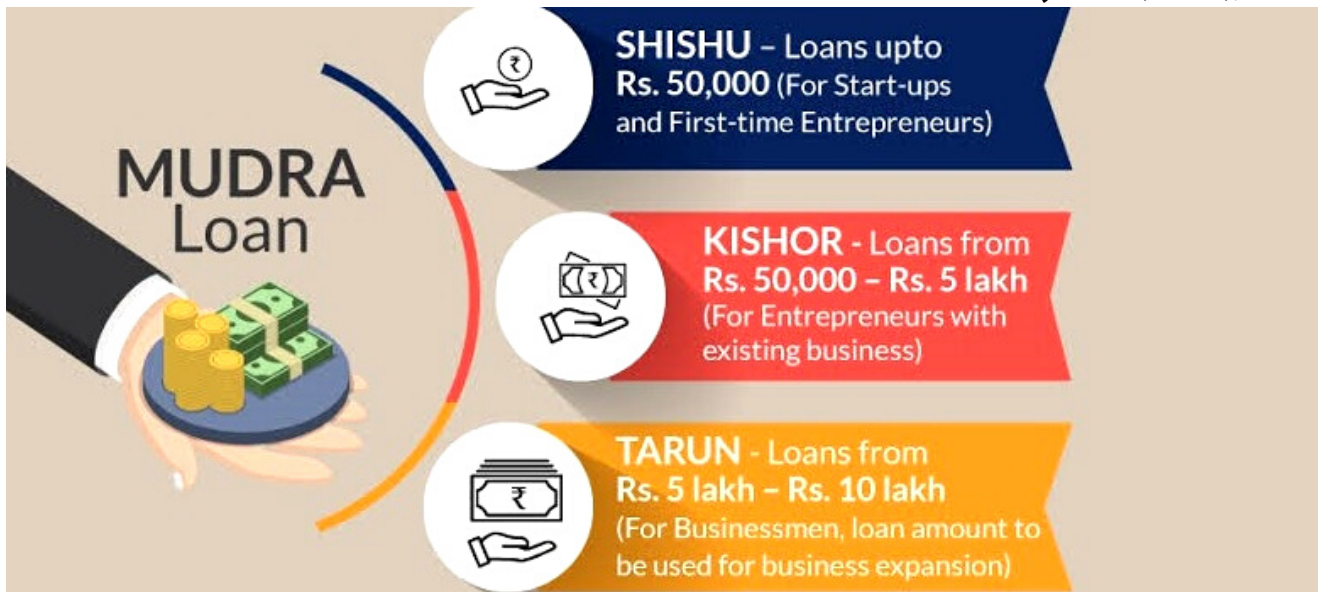 MUDRA
Loan
SHISHU – Loans upto
Rs. 50,000 (For Start-ups
and First-time Entrepreneurs)
KISHOR - Loans from
Rs. 50,000 – Rs. 5 lakh
(For Entrepreneurs with
existing business)
TARUN - Loans from
Rs. 5 lakh – Rs. 10 lakh
(For Businessmen, loan amount to
be used for business expansion)